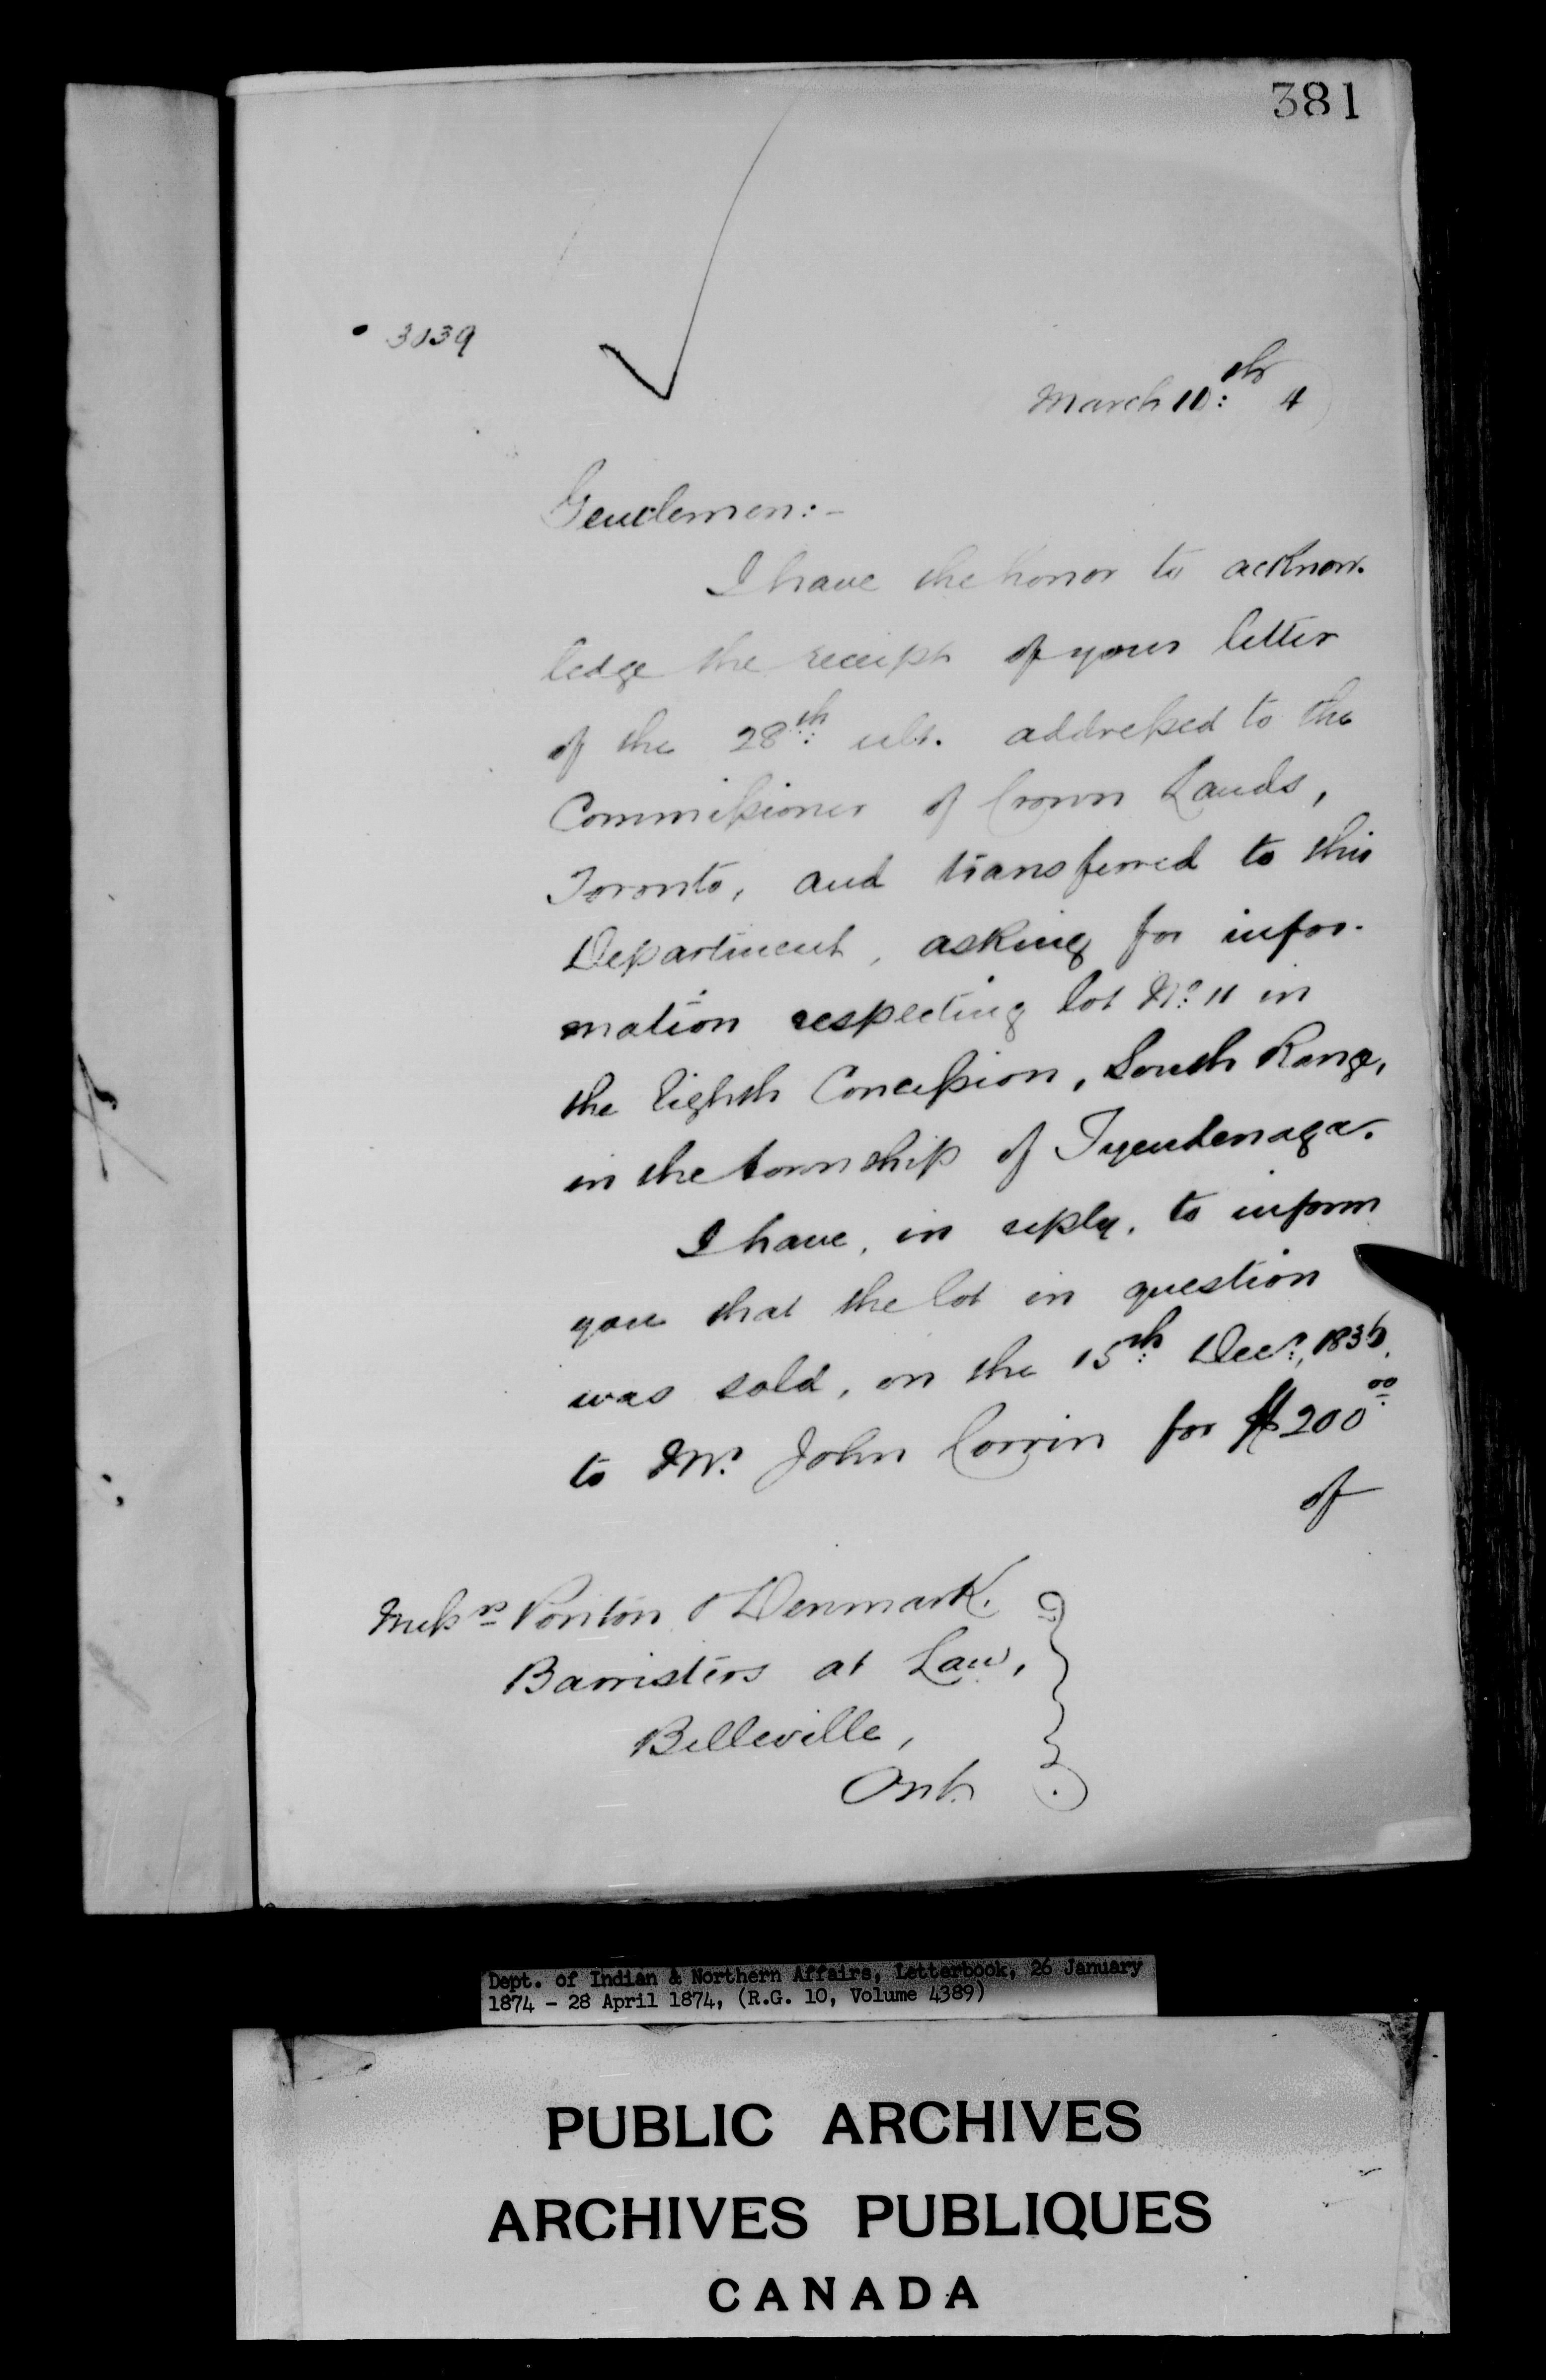 381
3039
March 10th: 4
Gentlemen:-
I have the honor to acknow-
ledge the receipt of your letter
of the 28th: ult. addressed to the
Commissioner of Crown Lands,
Toronto, and transferred to this
Department, asking for infor-
mation respecting lot No: 11 in
the Eighth Concession, South Range,
in the township of Tyendenaga.
I have, in reply, to inform
you that the lot in question
was sold, on the 15th: Decr:, 1836,
to Mr. John Corrin for $200 00
of
Messrs Ponton & Denmark.
Barristers at Law,
Belleville,
Ont.
Dept. of Indian & Northern Affairs, Letterbook, 26 January
1874 - 28 April 1874, (R.G. 10, Volume 4389)
PUBLIC ARCHIVES
ARCHIVES PUBLIQUES
CANADA